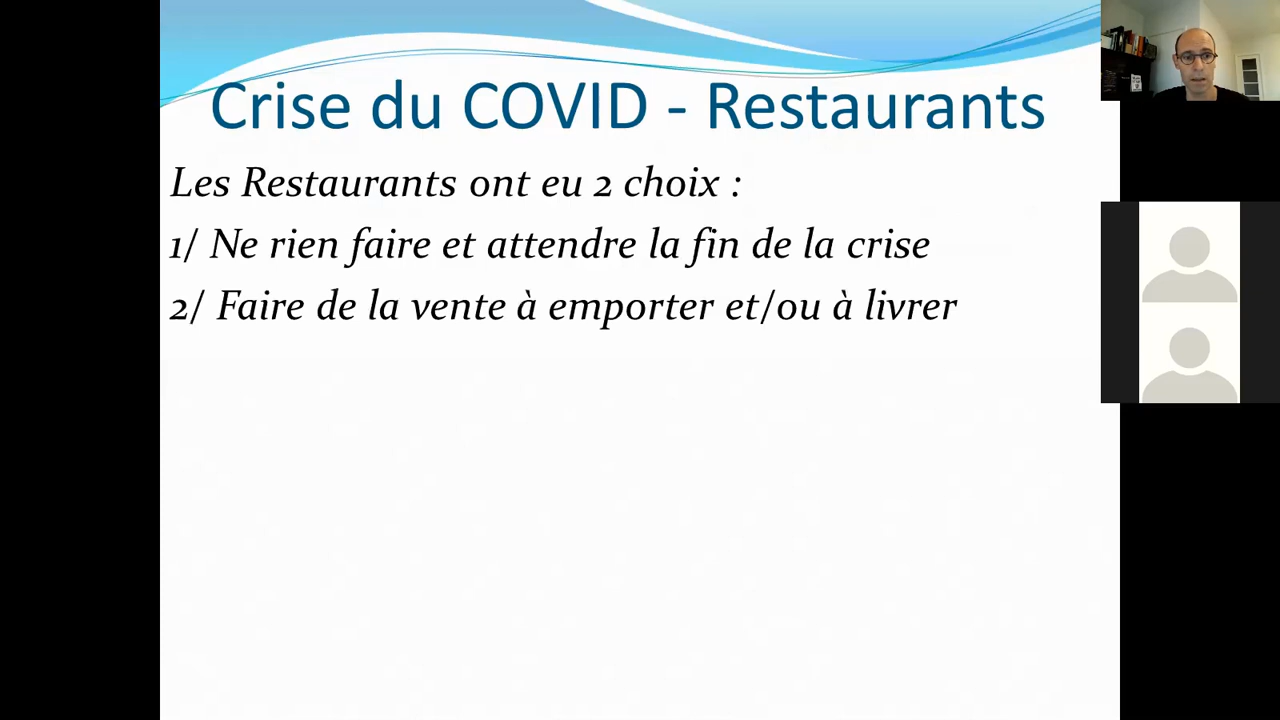 Crise du COVID - Restaurants
Les Restaurants ont eu 2 choix :
1/ Ne rien faire et attendre la fin de la crise
2/ Faire de la vente à emporter et/ou à livrer